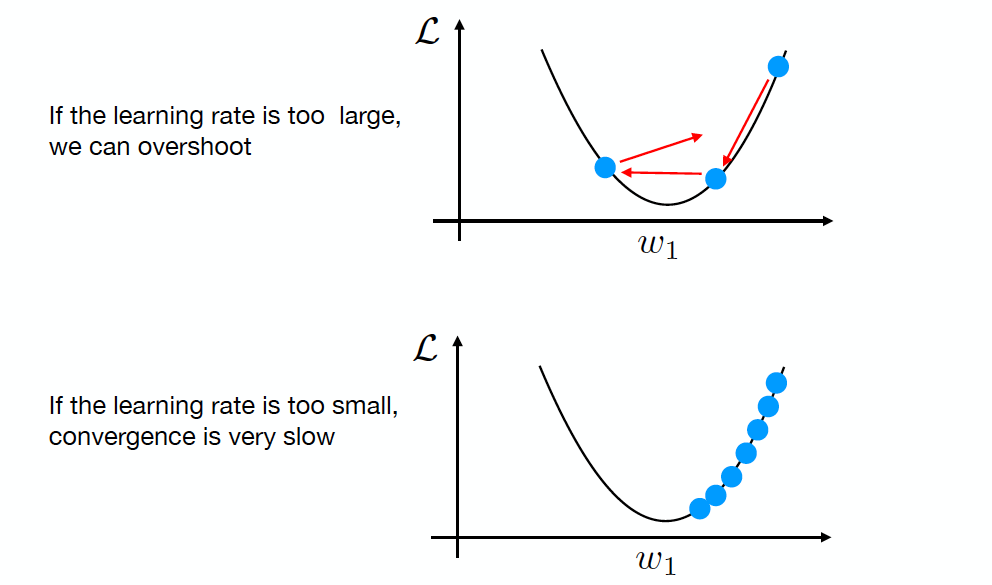 ℒ
If the learning rate is too large,
we can overshoot
w₁
ℒ
If the learning rate is too small,
convergence is very slow
w₁